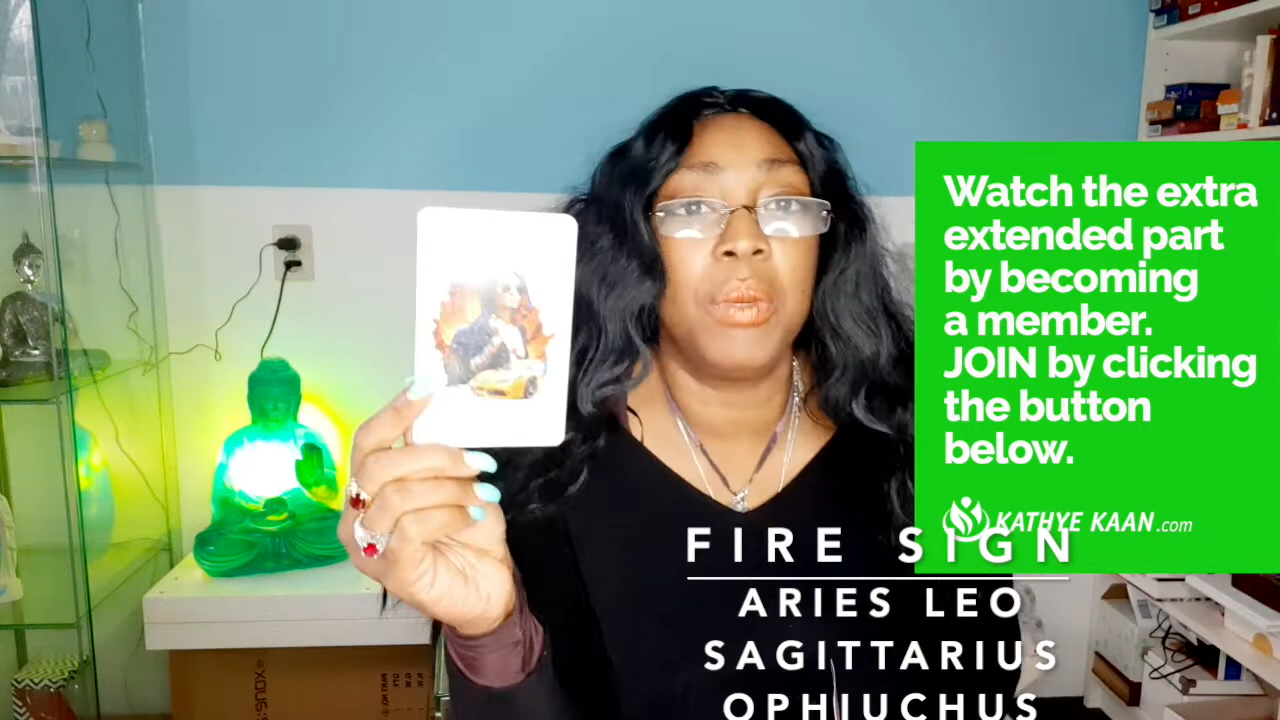 Watch the extra
extended part
by becoming
a member.
JOIN by clicking
the button
below.
KATHYE KAAN.com
FIRE SIGN
ARIES LEO
SAGITTARIUS
OPHIUCHUS